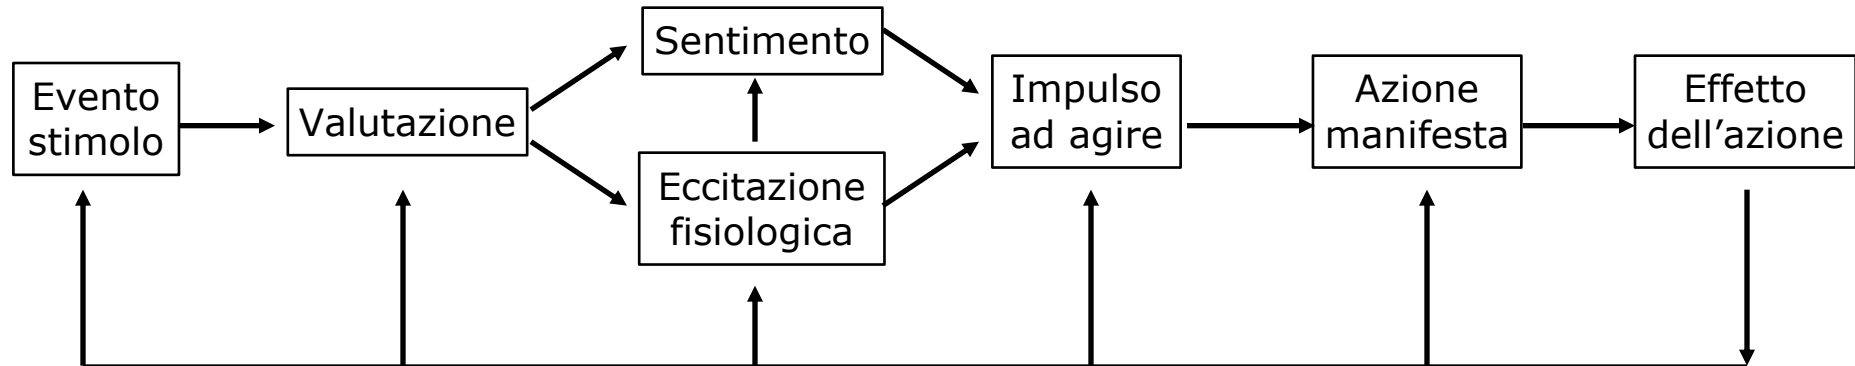 Evento
stimolo
Valutazione
Sentimento
Eccitazione
fisiologica
Impulso
ad agire
Azione
manifesta
Effetto
dell’azione